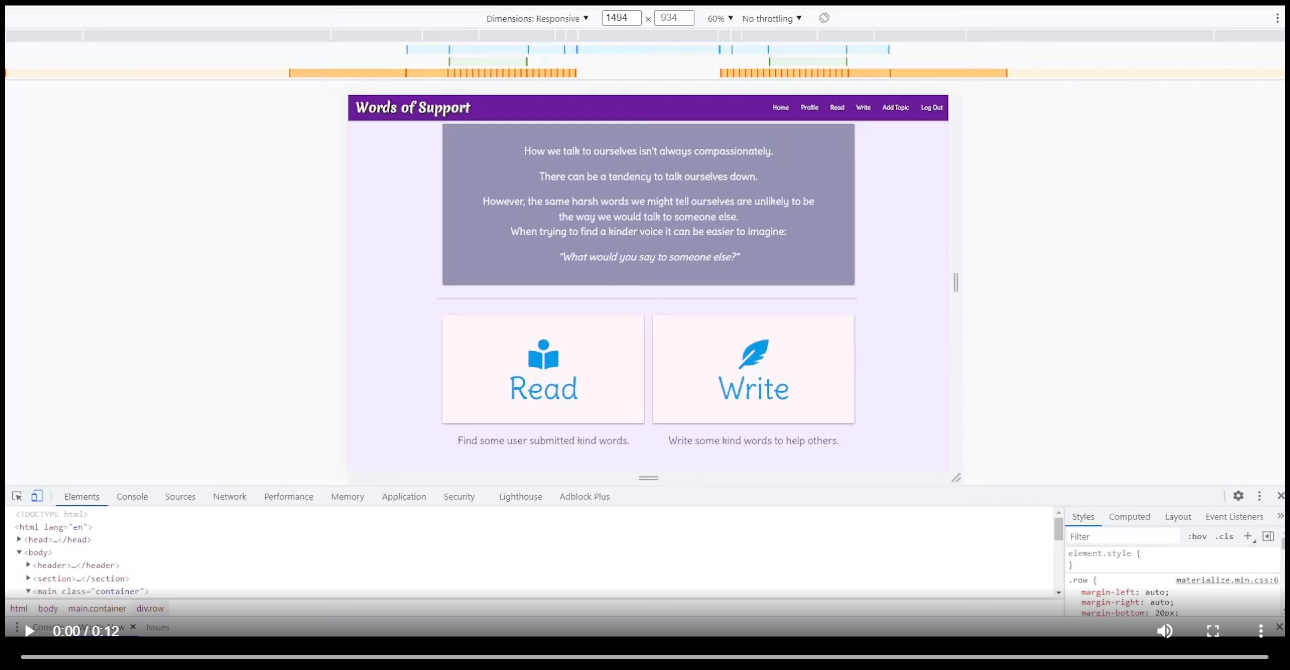 Dimensions: Responsive ▼ 1494 × 934 60% ▼ No throttling ▼
Words of Support
Home Profile Read Write Add Topic Log Out
How we talk to ourselves isn't always compassionately.
There can be a tendency to talk ourselves down.
However, the same harsh words we might tell ourselves are unlikely to be
the way we would talk to someone else.
When trying to find a kinder voice it can be easier to imagine:
"What would you say to someone else?"
Read
Write
Find some user submitted kind words.
Write some kind words to help others.
Elements Console Sources Network Performance Memory Application Security Lighthouse Adblock Plus
<!DOCTYPE html>
<html lang="en">
<head>…</head>
<body>
<header>…</header>
<section>…</section>
<main class="container">
html body main.container div.row
Styles Computed Layout Event Listeners »
Filter :hov .cls +
element.style {
}
.row { materialize.min.css:6
margin-left: auto;
margin-right: auto;
margin-bottom: 20px;
Issues
0:00 / 0:12